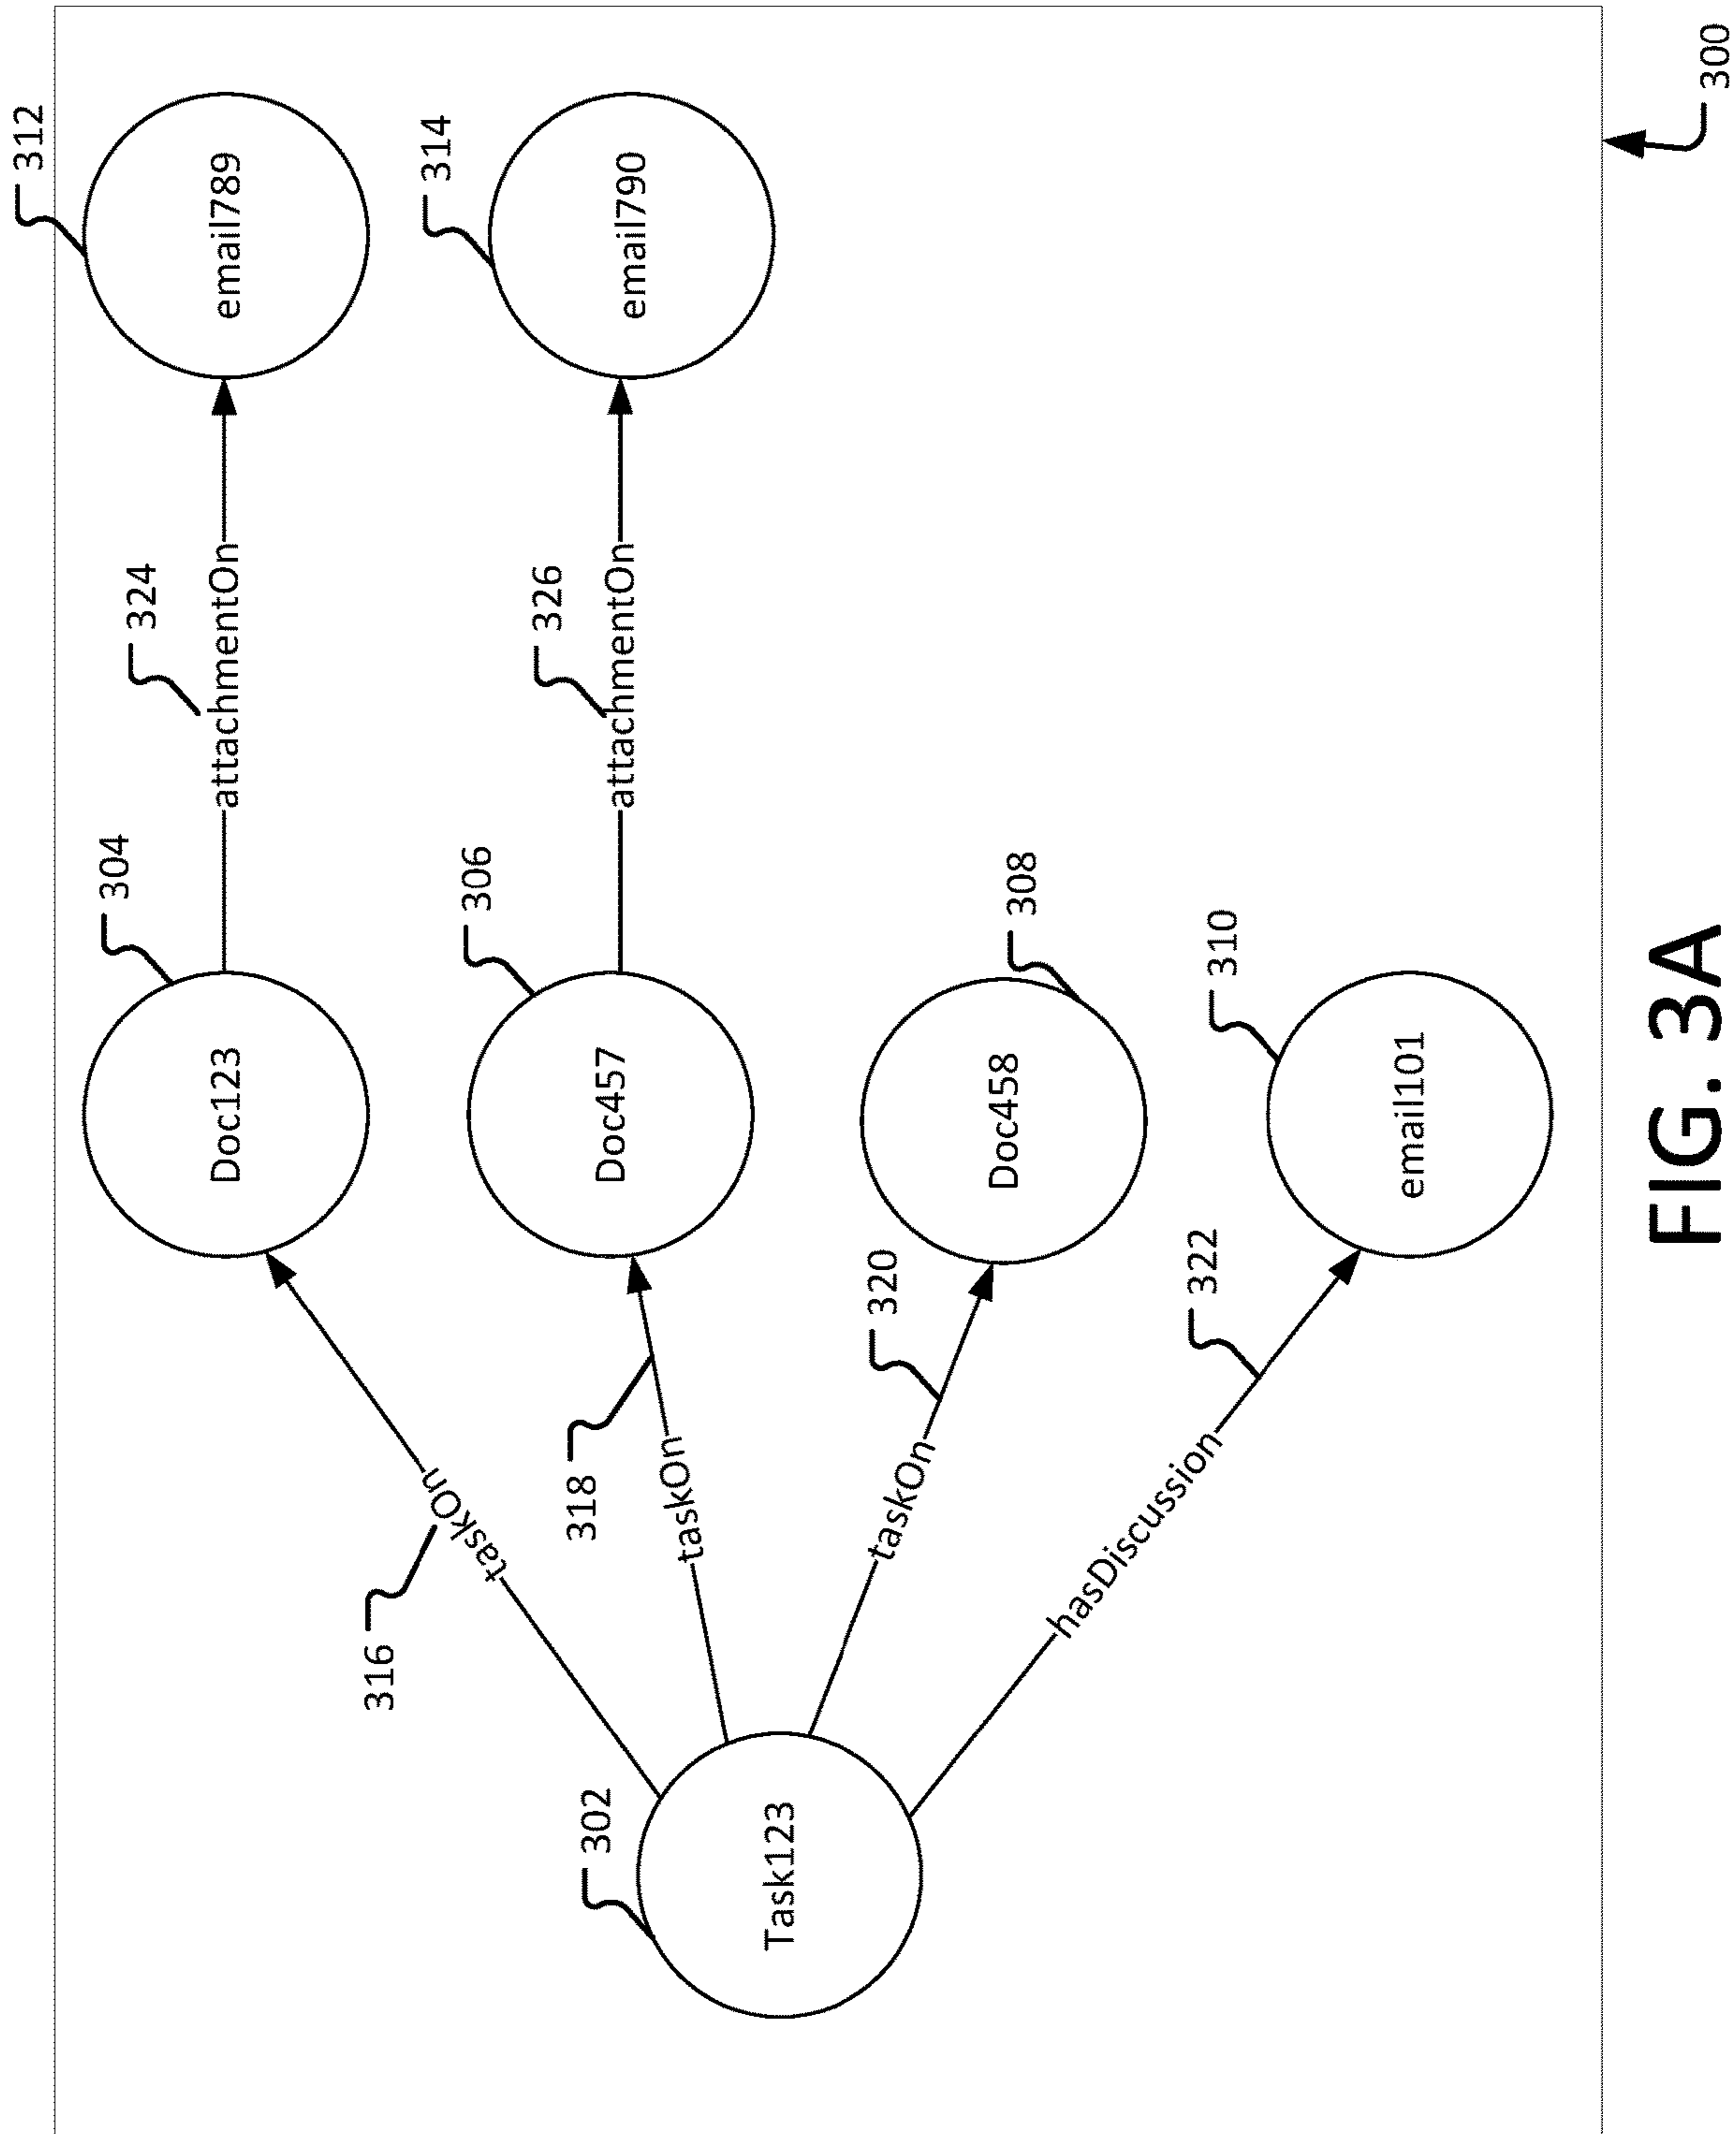 312
304
324
Doc123
attachmentOn
email789
316
taskOn
306
326
314
318
taskOn
Doc457
attachmentOn
email790
302
Task123
320
taskOn
308
Doc458
322
hasDiscussion
310
email101
300
FIG. 3A